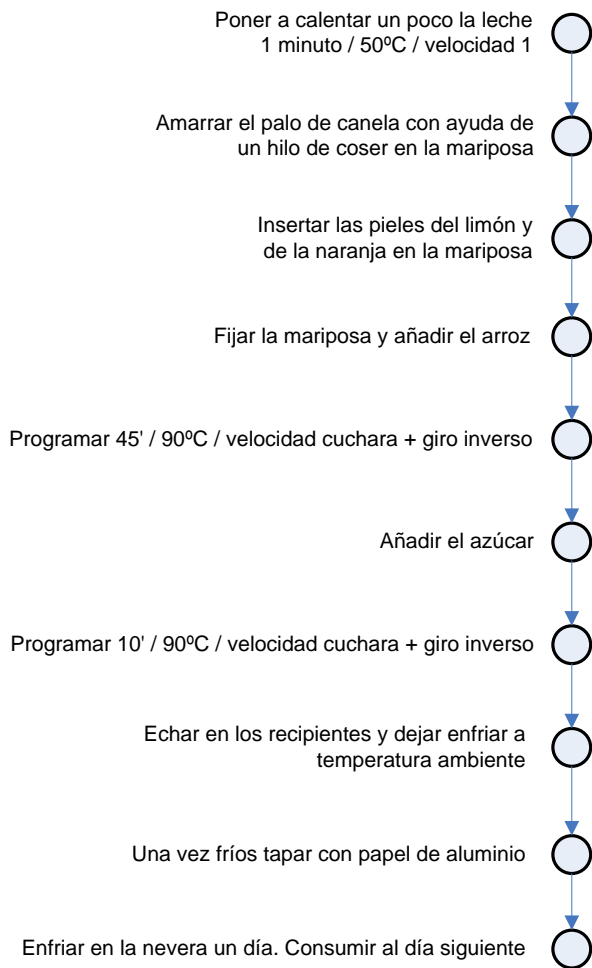 Poner a calentar un poco la leche
1 minuto / 50ºC / velocidad 1
Amarrar el palo de canela con ayuda de
un hilo de coser en la mariposa
Insertar las pieles del limón y
de la naranja en la mariposa
Fijar la mariposa y añadir el arroz
Programar 45' / 90ºC / velocidad cuchara + giro inverso
Añadir el azúcar
Programar 10' / 90ºC / velocidad cuchara + giro inverso
Echar en los recipientes y dejar enfriar a
temperatura ambiente
Una vez fríos tapar con papel de aluminio
Enfriar en la nevera un día. Consumir al día siguiente